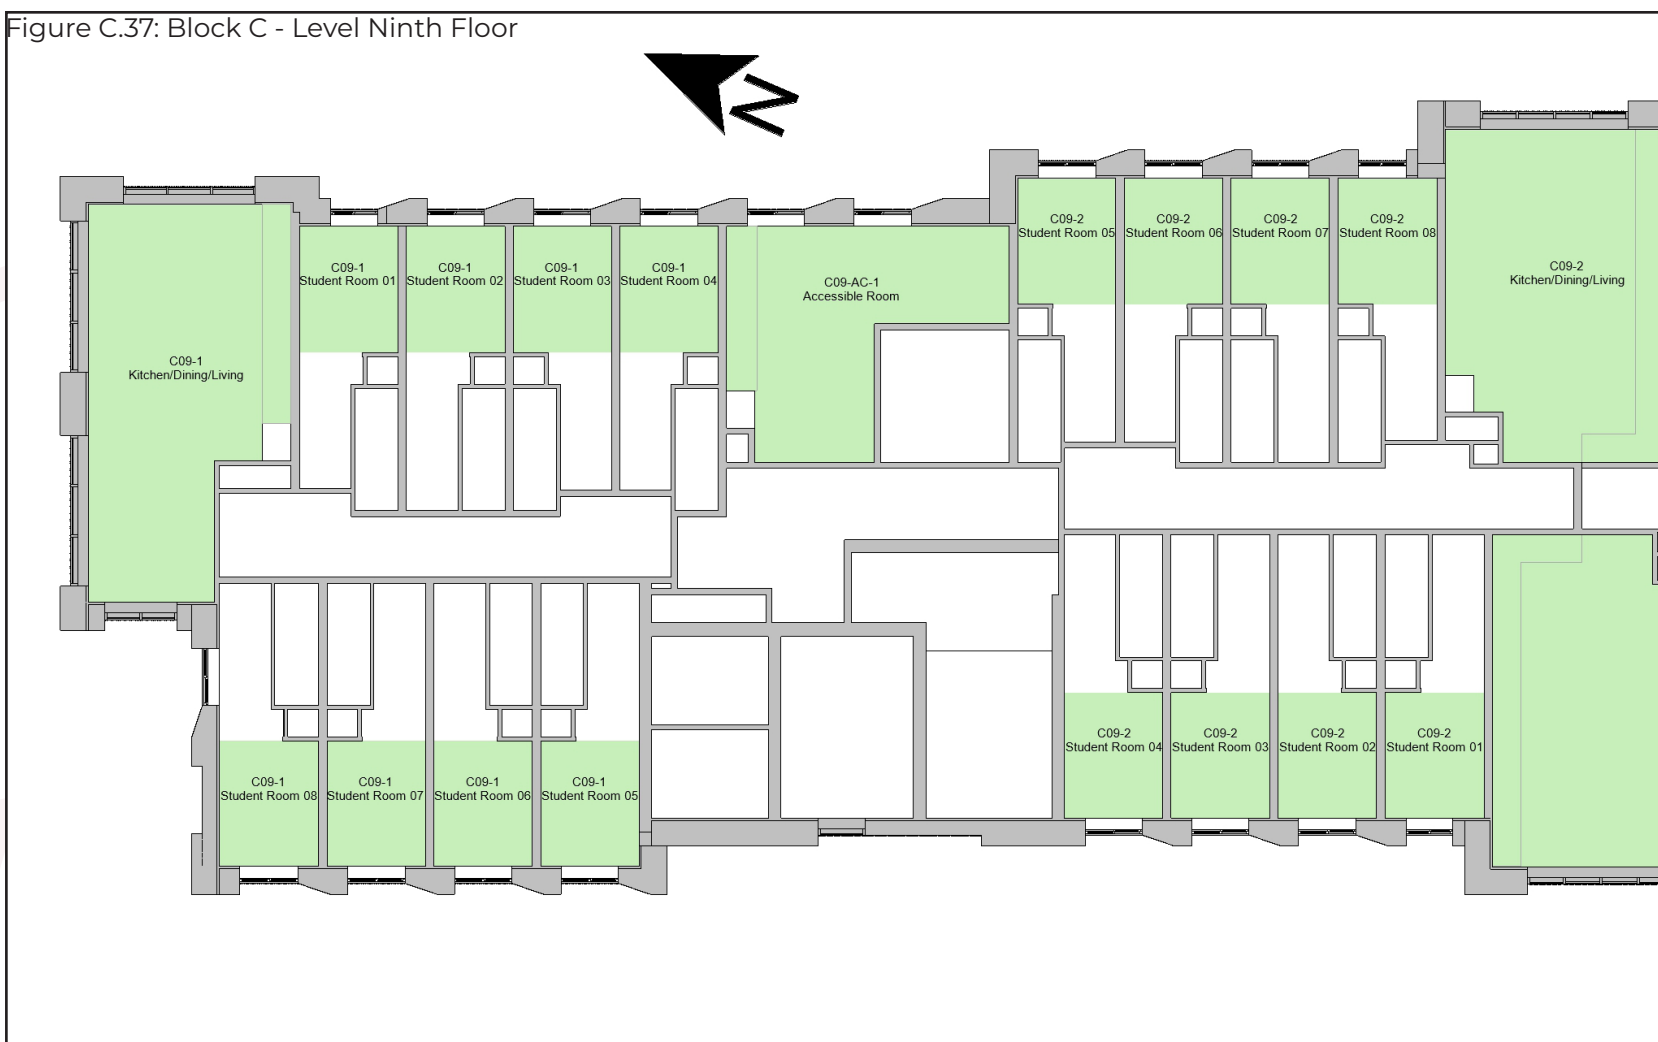 Figure C.37: Block C - Level Ninth Floor
N
C09-1
Student Room 01
C09-1
Student Room 02
C09-1
Student Room 03
C09-1
Student Room 04
C09-AC-1
Accessible Room
C09-2
Student Room 05
C09-2
Student Room 06
C09-2
Student Room 07
C09-2
Student Room 08
C09-2
Kitchen/Dining/Living
C09-1
Kitchen/Dining/Living
C09-1
Student Room 08
C09-1
Student Room 07
C09-1
Student Room 06
C09-1
Student Room 05
C09-2
Student Room 04
C09-2
Student Room 03
C09-2
Student Room 02
C09-2
Student Room 01